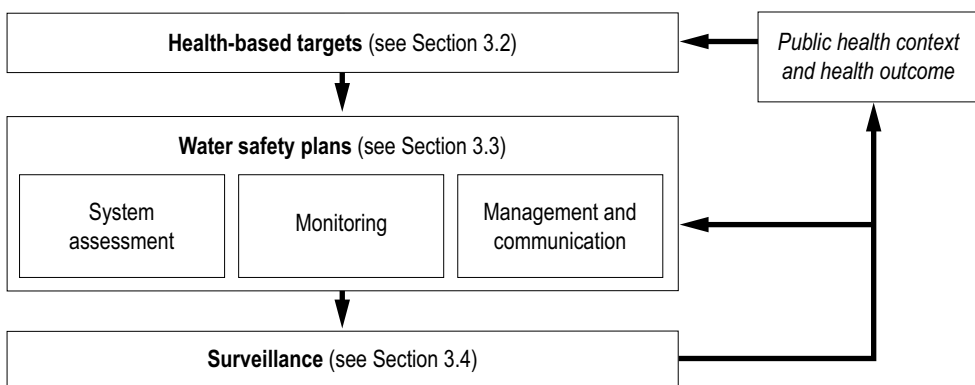 Health-based targets (see Section 3.2)
Public health context
and health outcome
Water safety plans (see Section 3.3)
System
assessment
Monitoring
Management and
communication
Surveillance (see Section 3.4)